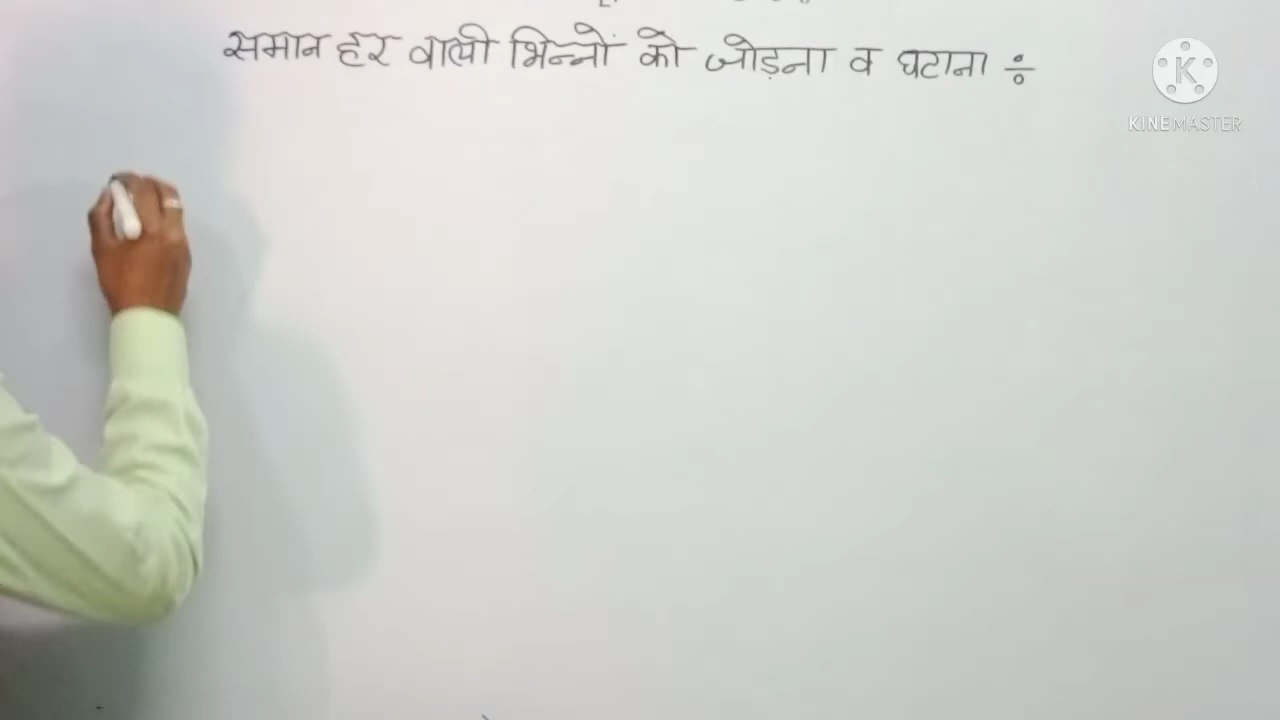 समान हर वाली भिन्नों को जोड़ना व घटाना ÷
K
KINEMASTER